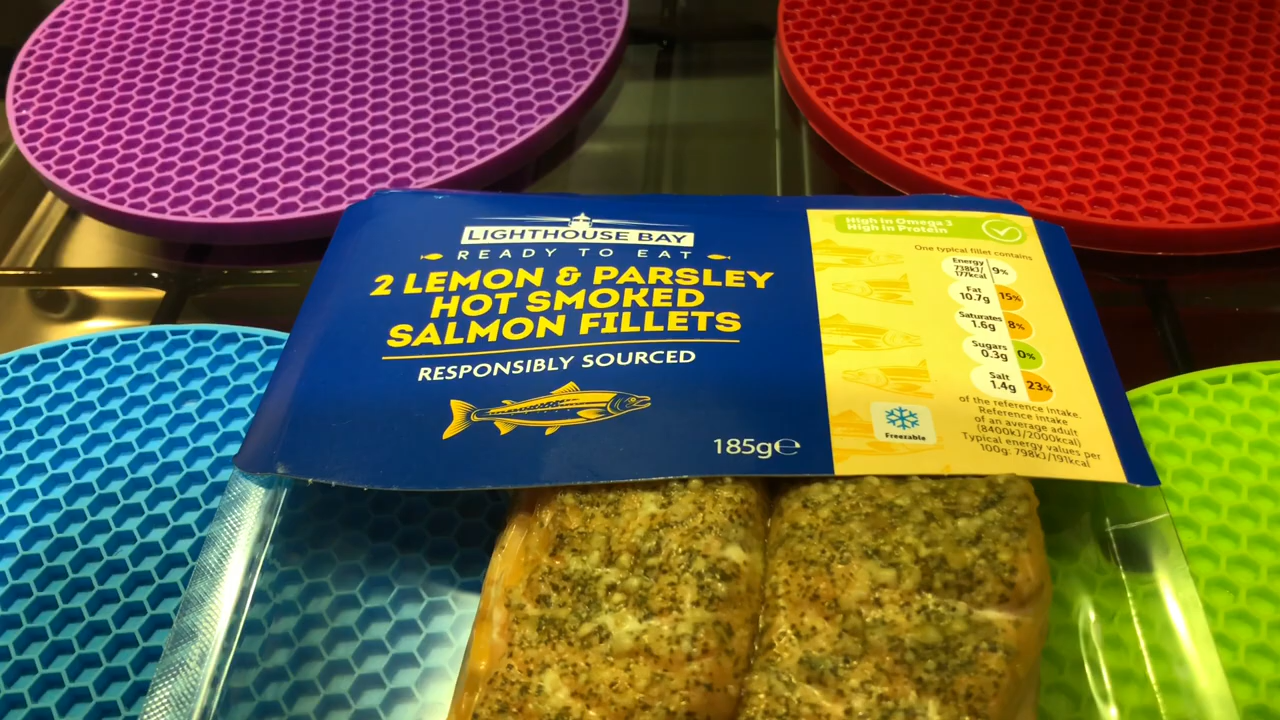 LIGHTHOUSE BAY
READY TO EAT
2 LEMON & PARSLEY
HOT SMOKED
SALMON FILLETS
RESPONSIBLY SOURCED
185g℮
High in Omega 3
High in Protein
One typical fillet contains
Energy
738kJ/
177kcal
9%
Fat
10.7g
15%
Saturates
1.6g
8%
Sugars
0.3g
0%
Salt
1.4g
23%
of the reference intake.
Reference intake
of an average adult
(8400kJ/2000kcal)
Typical energy values per
100g: 798kJ/191kcal
Freezable